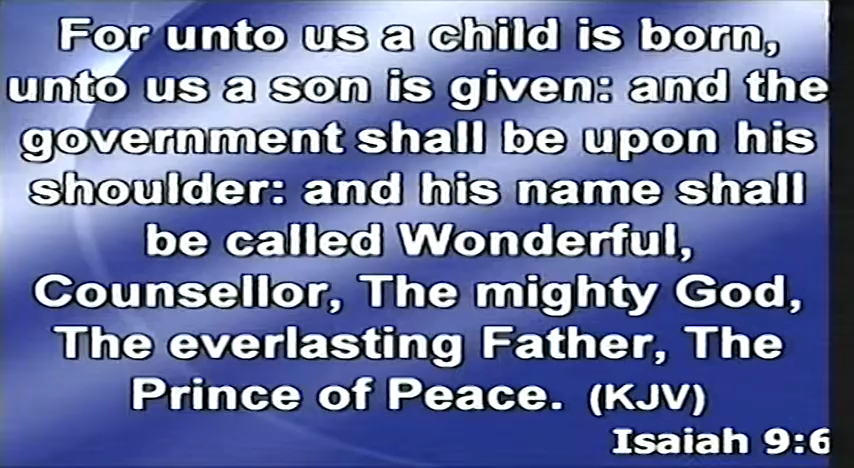 For unto us a child is born,
unto us a son is given: and the
government shall be upon his
shoulder: and his name shall
be called Wonderful,
Counsellor, The mighty God,
The everlasting Father, The
Prince of Peace. (KJV)
Isaiah 9:6